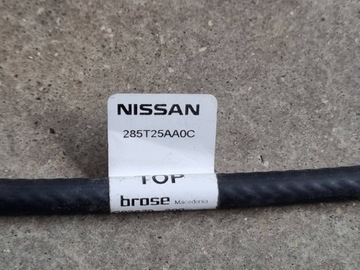 NISSAN
285T25AA0C
TOP
brose Macedonia